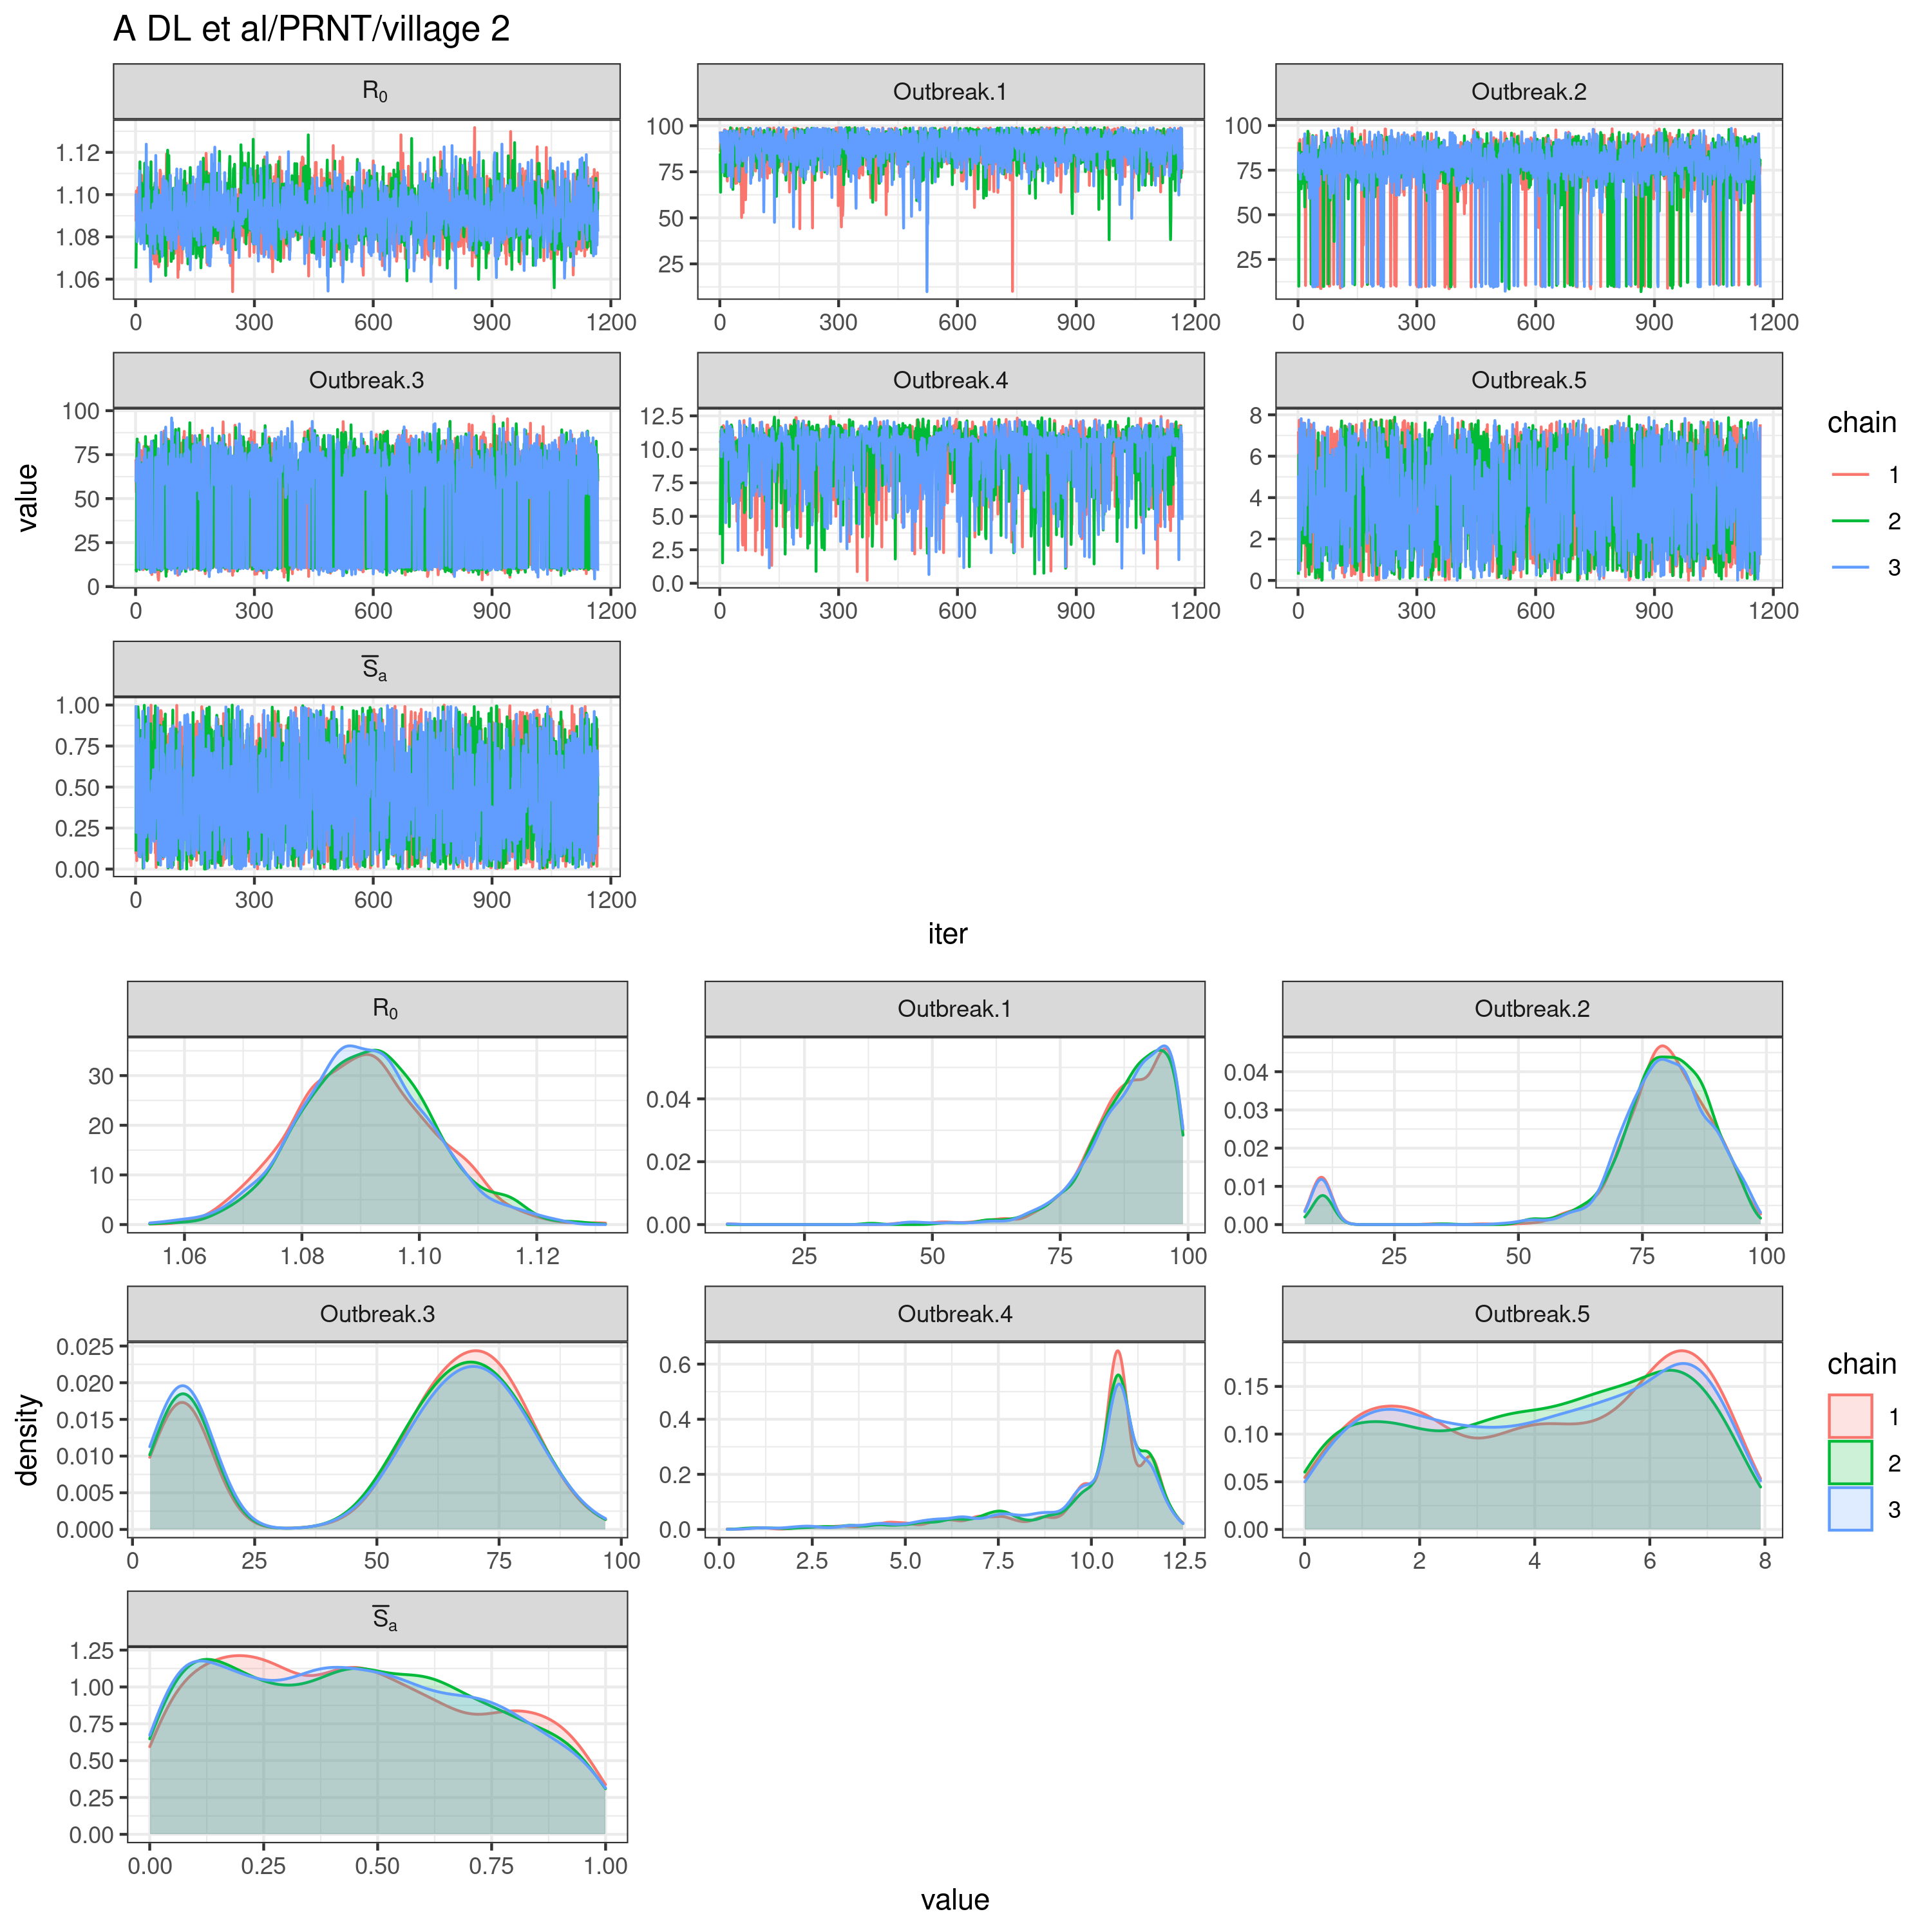 A DL et al/PRNT/village 2
R₀ Outbreak.1 Outbreak.2
1.12 1.10 1.08 1.06
100 75 50 25
100 75 50 25
0 300 600 900 1200 0 300 600 900 1200 0 300 600 900 1200
Outbreak.3 Outbreak.4 Outbreak.5
100 75 50 25 0
12.5 10.0 7.5 5.0 2.5 0.0
8 6 4 2 0
0 300 600 900 1200 0 300 600 900 1200 0 300 600 900 1200
value
chain
1
2
3
S̅ₐ
1.00 0.75 0.50 0.25 0.00
0 300 600 900 1200
iter
R₀ Outbreak.1 Outbreak.2
30 20 10 0
0.04 0.02 0.00
0.04 0.03 0.02 0.01 0.00
1.06 1.08 1.10 1.12 25 50 75 100 25 50 75 100
Outbreak.3 Outbreak.4 Outbreak.5
0.025 0.020 0.015 0.010 0.005 0.000
0.6 0.4 0.2 0.0
0.15 0.10 0.05 0.00
0 25 50 75 100 0.0 2.5 5.0 7.5 10.0 12.5 0 2 4 6 8
density
chain
1
2
3
S̅ₐ
1.25 1.00 0.75 0.50 0.25 0.00
0.00 0.25 0.50 0.75 1.00
value